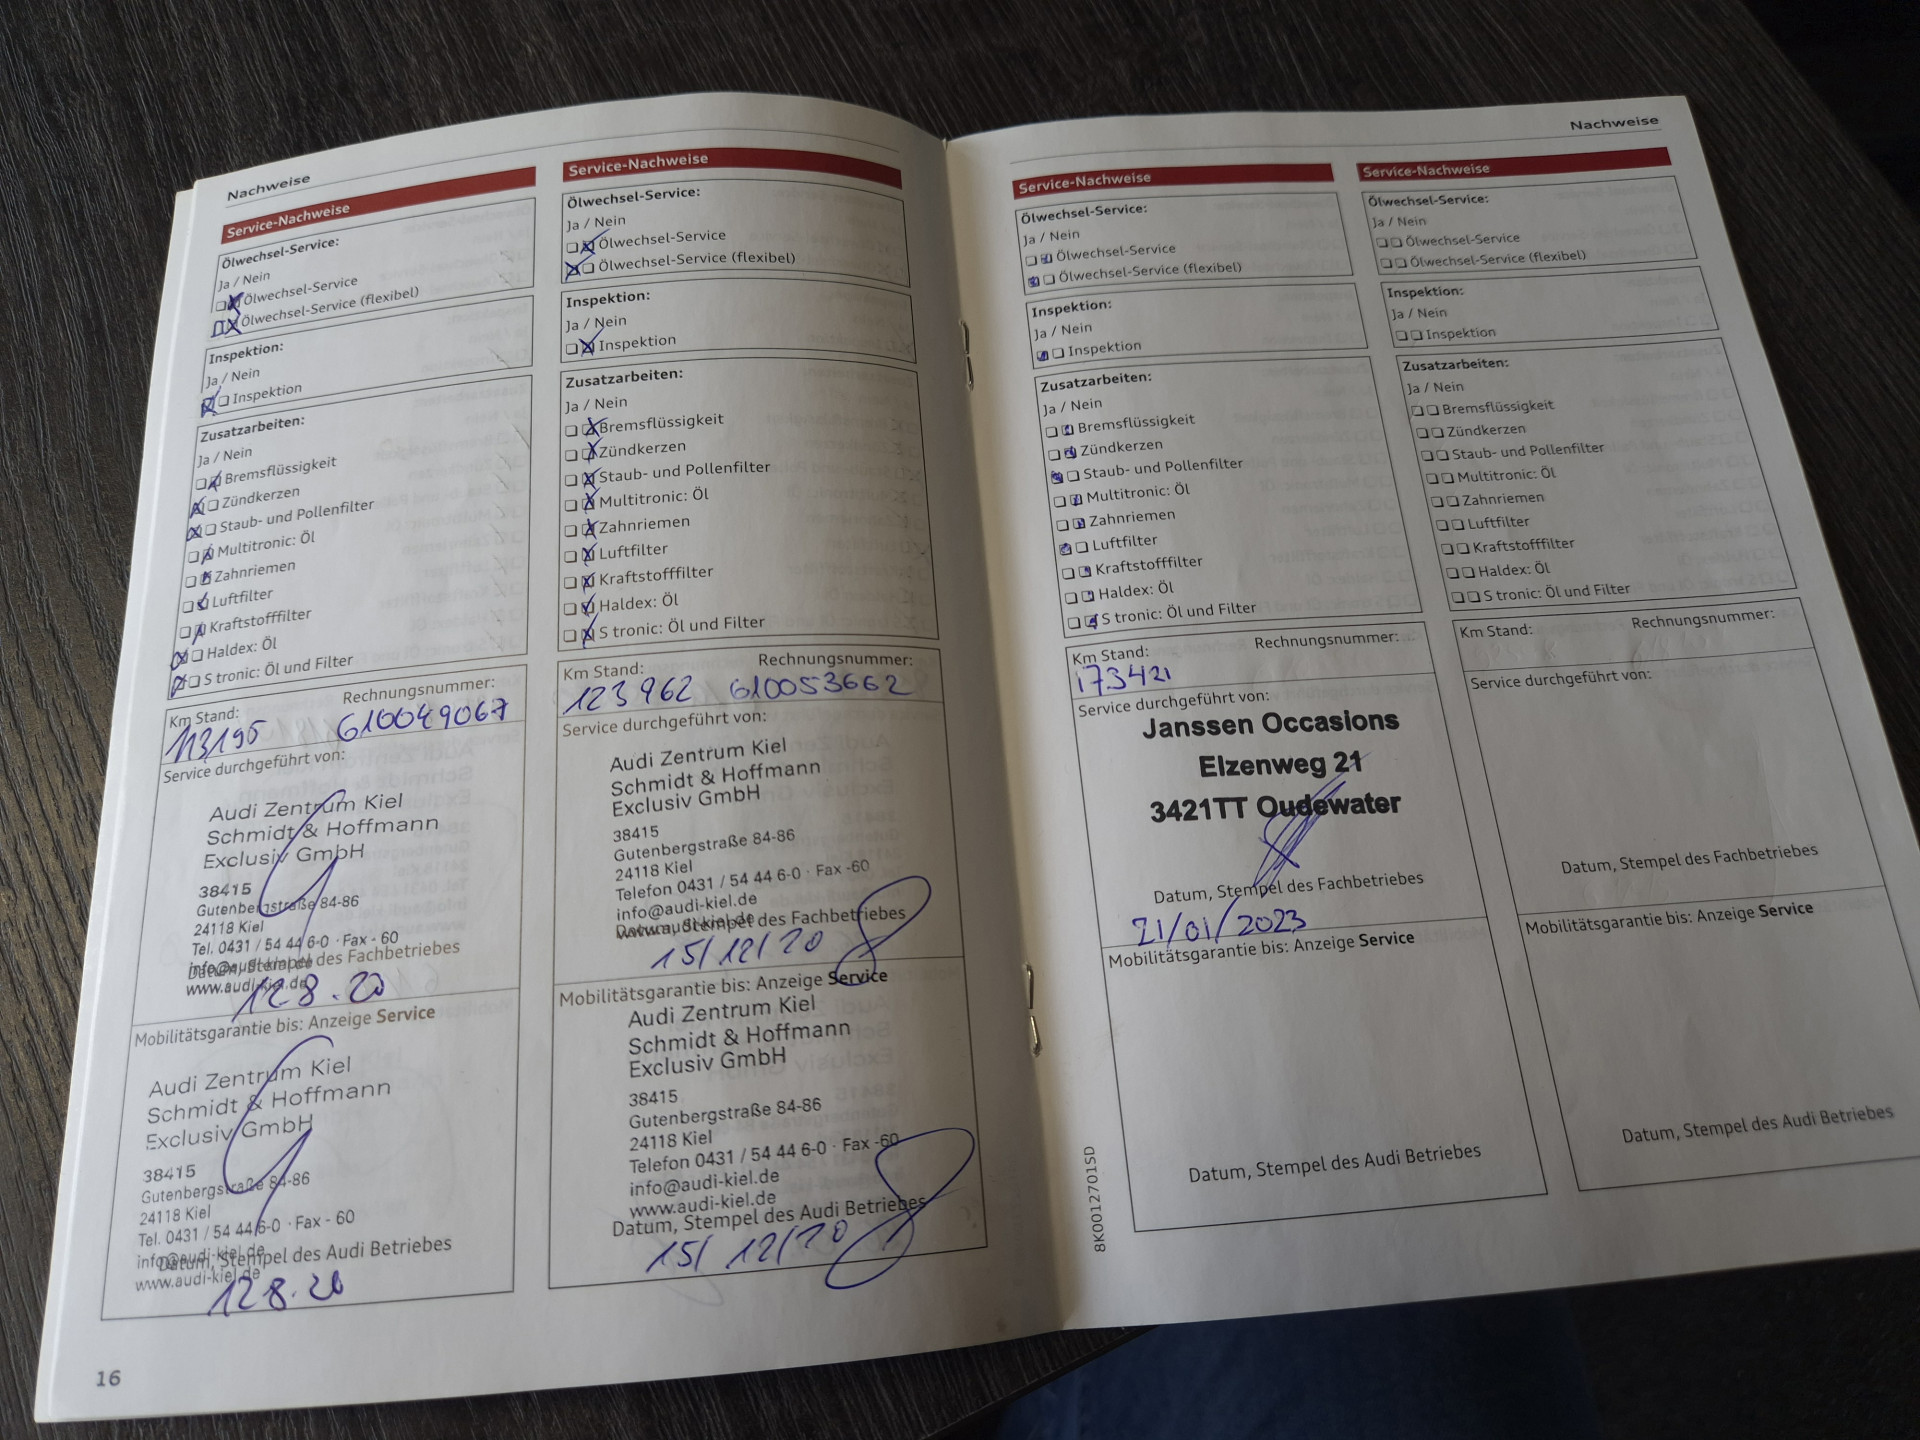 Nachweise
Service-Nachweise
Ölwechsel-Service:
Ja / Nein
Ölwechsel-Service
Ölwechsel-Service (flexibel)
Inspektion:
Ja / Nein
Inspektion
Zusatzarbeiten:
Ja / Nein
Bremsflüssigkeit
Zündkerzen
Staub- und Pollenfilter
Multitronic: Öl
Zahnriemen
Luftfilter
Kraftstofffilter
Haldex: Öl
S tronic: Öl und Filter
Km Stand: Rechnungsnummer:
113195 610049067
Service durchgeführt von:
Audi Zentrum Kiel
Schmidt & Hoffmann
Exclusiv GmbH
38415
Gutenbergstraße 84-86
24118 Kiel
Tel. 0431 / 54 44 6-0 · Fax - 60
info@audi-kiel.de
Datum, Stempel des Fachbetriebes
www.audi-kiel.de
12 8. 20
Mobilitätsgarantie bis: Anzeige Service
Audi Zentrum Kiel
Schmidt & Hoffmann
Exclusiv GmbH
38415
Gutenbergstraße 84-86
24118 Kiel
Tel. 0431 / 54 44 6-0 · Fax - 60
info@audi-kiel.de
Datum, Stempel des Audi Betriebes
www.audi-kiel.de
12 8. 20
16
Service-Nachweise
Ölwechsel-Service:
Ja / Nein
Ölwechsel-Service
Ölwechsel-Service (flexibel)
Inspektion:
Ja / Nein
Inspektion
Zusatzarbeiten:
Ja / Nein
Bremsflüssigkeit
Zündkerzen
Staub- und Pollenfilter
Multitronic: Öl
Zahnriemen
Luftfilter
Kraftstofffilter
Haldex: Öl
S tronic: Öl und Filter
Km Stand: Rechnungsnummer:
123 962 610053662
Service durchgeführt von:
Audi Zentrum Kiel
Schmidt & Hoffmann
Exclusiv GmbH
38415
Gutenbergstraße 84-86
24118 Kiel
Telefon 0431 / 54 44 6-0 · Fax -60
info@audi-kiel.de
www.audi-kiel.de
Datum, Stempel des Fachbetriebes
15/12/20
Mobilitätsgarantie bis: Anzeige Service
Audi Zentrum Kiel
Schmidt & Hoffmann
Exclusiv GmbH
38415
Gutenbergstraße 84-86
24118 Kiel
Telefon 0431 / 54 44 6-0 · Fax -60
info@audi-kiel.de
www.audi-kiel.de
Datum, Stempel des Audi Betriebes
15/ 12/20
Nachweise
Service-Nachweise
Ölwechsel-Service:
Ja / Nein
Ölwechsel-Service
Ölwechsel-Service (flexibel)
Inspektion:
Ja / Nein
Inspektion
Zusatzarbeiten:
Ja / Nein
Bremsflüssigkeit
Zündkerzen
Staub- und Pollenfilter
Multitronic: Öl
Zahnriemen
Luftfilter
Kraftstofffilter
Haldex: Öl
S tronic: Öl und Filter
Km Stand: Rechnungsnummer:
173421
Service durchgeführt von:
Janssen Occasions
Elzenweg 21
3421TT Oudewater
Datum, Stempel des Fachbetriebes
21/01/2023
Mobilitätsgarantie bis: Anzeige Service
Datum, Stempel des Audi Betriebes
8K0012701SD
Service-Nachweise
Ölwechsel-Service:
Ja / Nein
Ölwechsel-Service
Ölwechsel-Service (flexibel)
Inspektion:
Ja / Nein
Inspektion
Zusatzarbeiten:
Ja / Nein
Bremsflüssigkeit
Zündkerzen
Staub- und Pollenfilter
Multitronic: Öl
Zahnriemen
Luftfilter
Kraftstofffilter
Haldex: Öl
S tronic: Öl und Filter
Km Stand: Rechnungsnummer:
Service durchgeführt von:
Datum, Stempel des Fachbetriebes
Mobilitätsgarantie bis: Anzeige Service
Datum, Stempel des Audi Betriebes